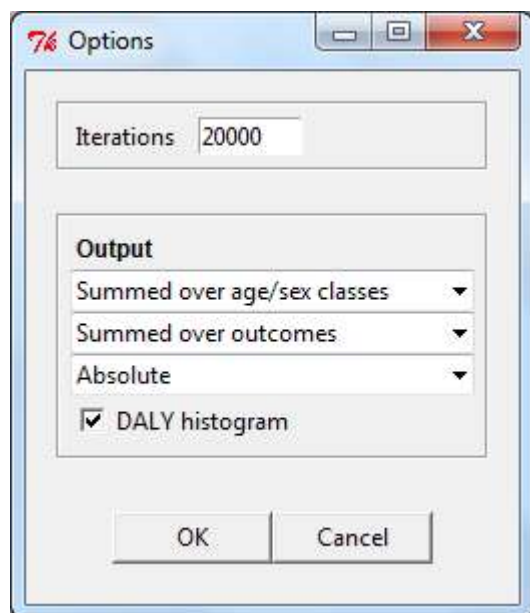 Options
Iterations 20000
Output
Summed over age/sex classes
Summed over outcomes
Absolute
DALY histogram
OK Cancel